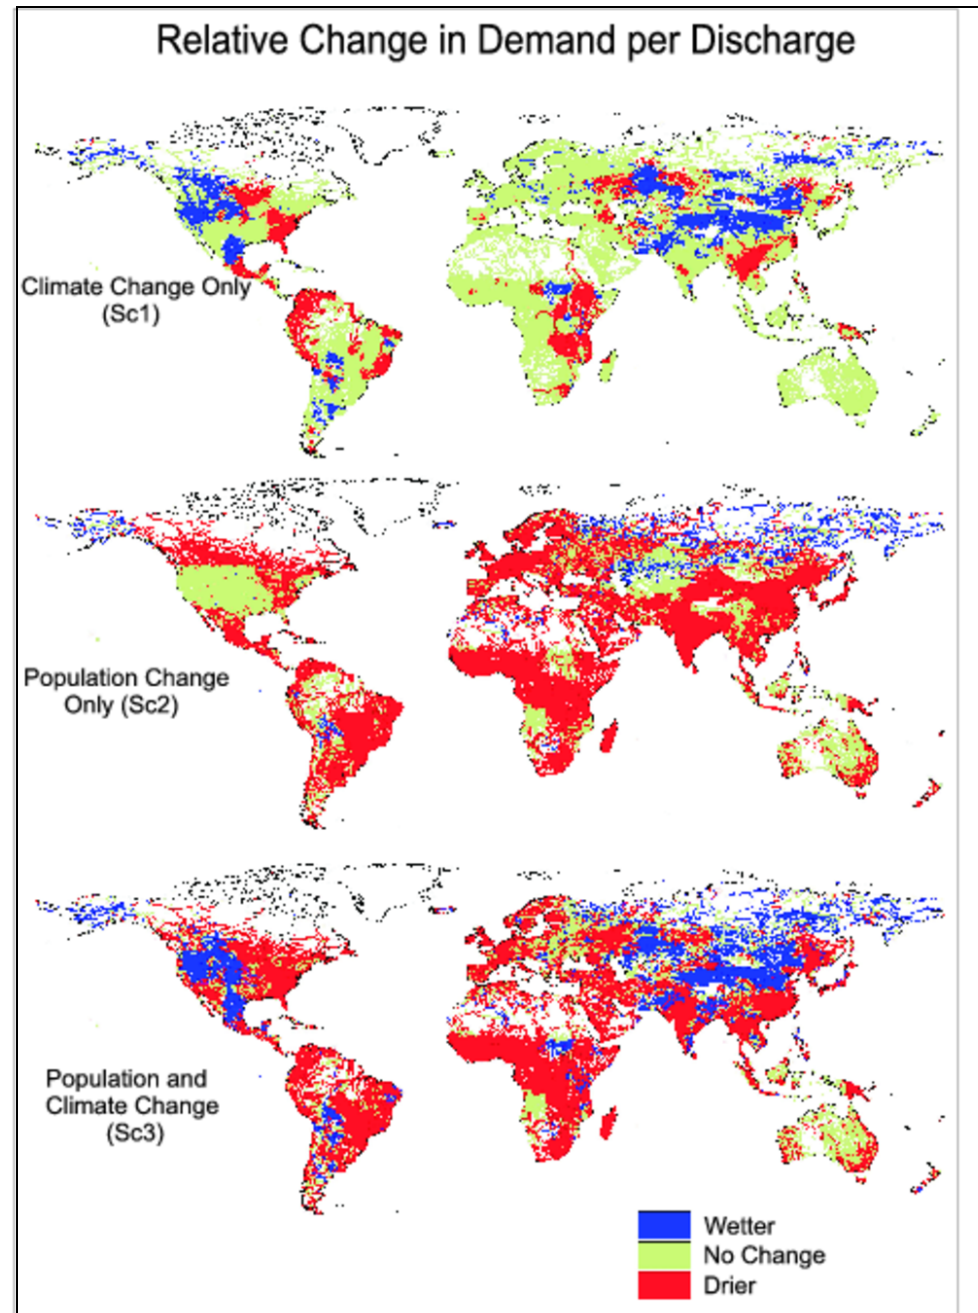 Relative Change in Demand per Discharge
Climate Change Only
(Sc1)
Population Change
Only (Sc2)
Population and
Climate Change
(Sc3)
Wetter
No Change
Drier